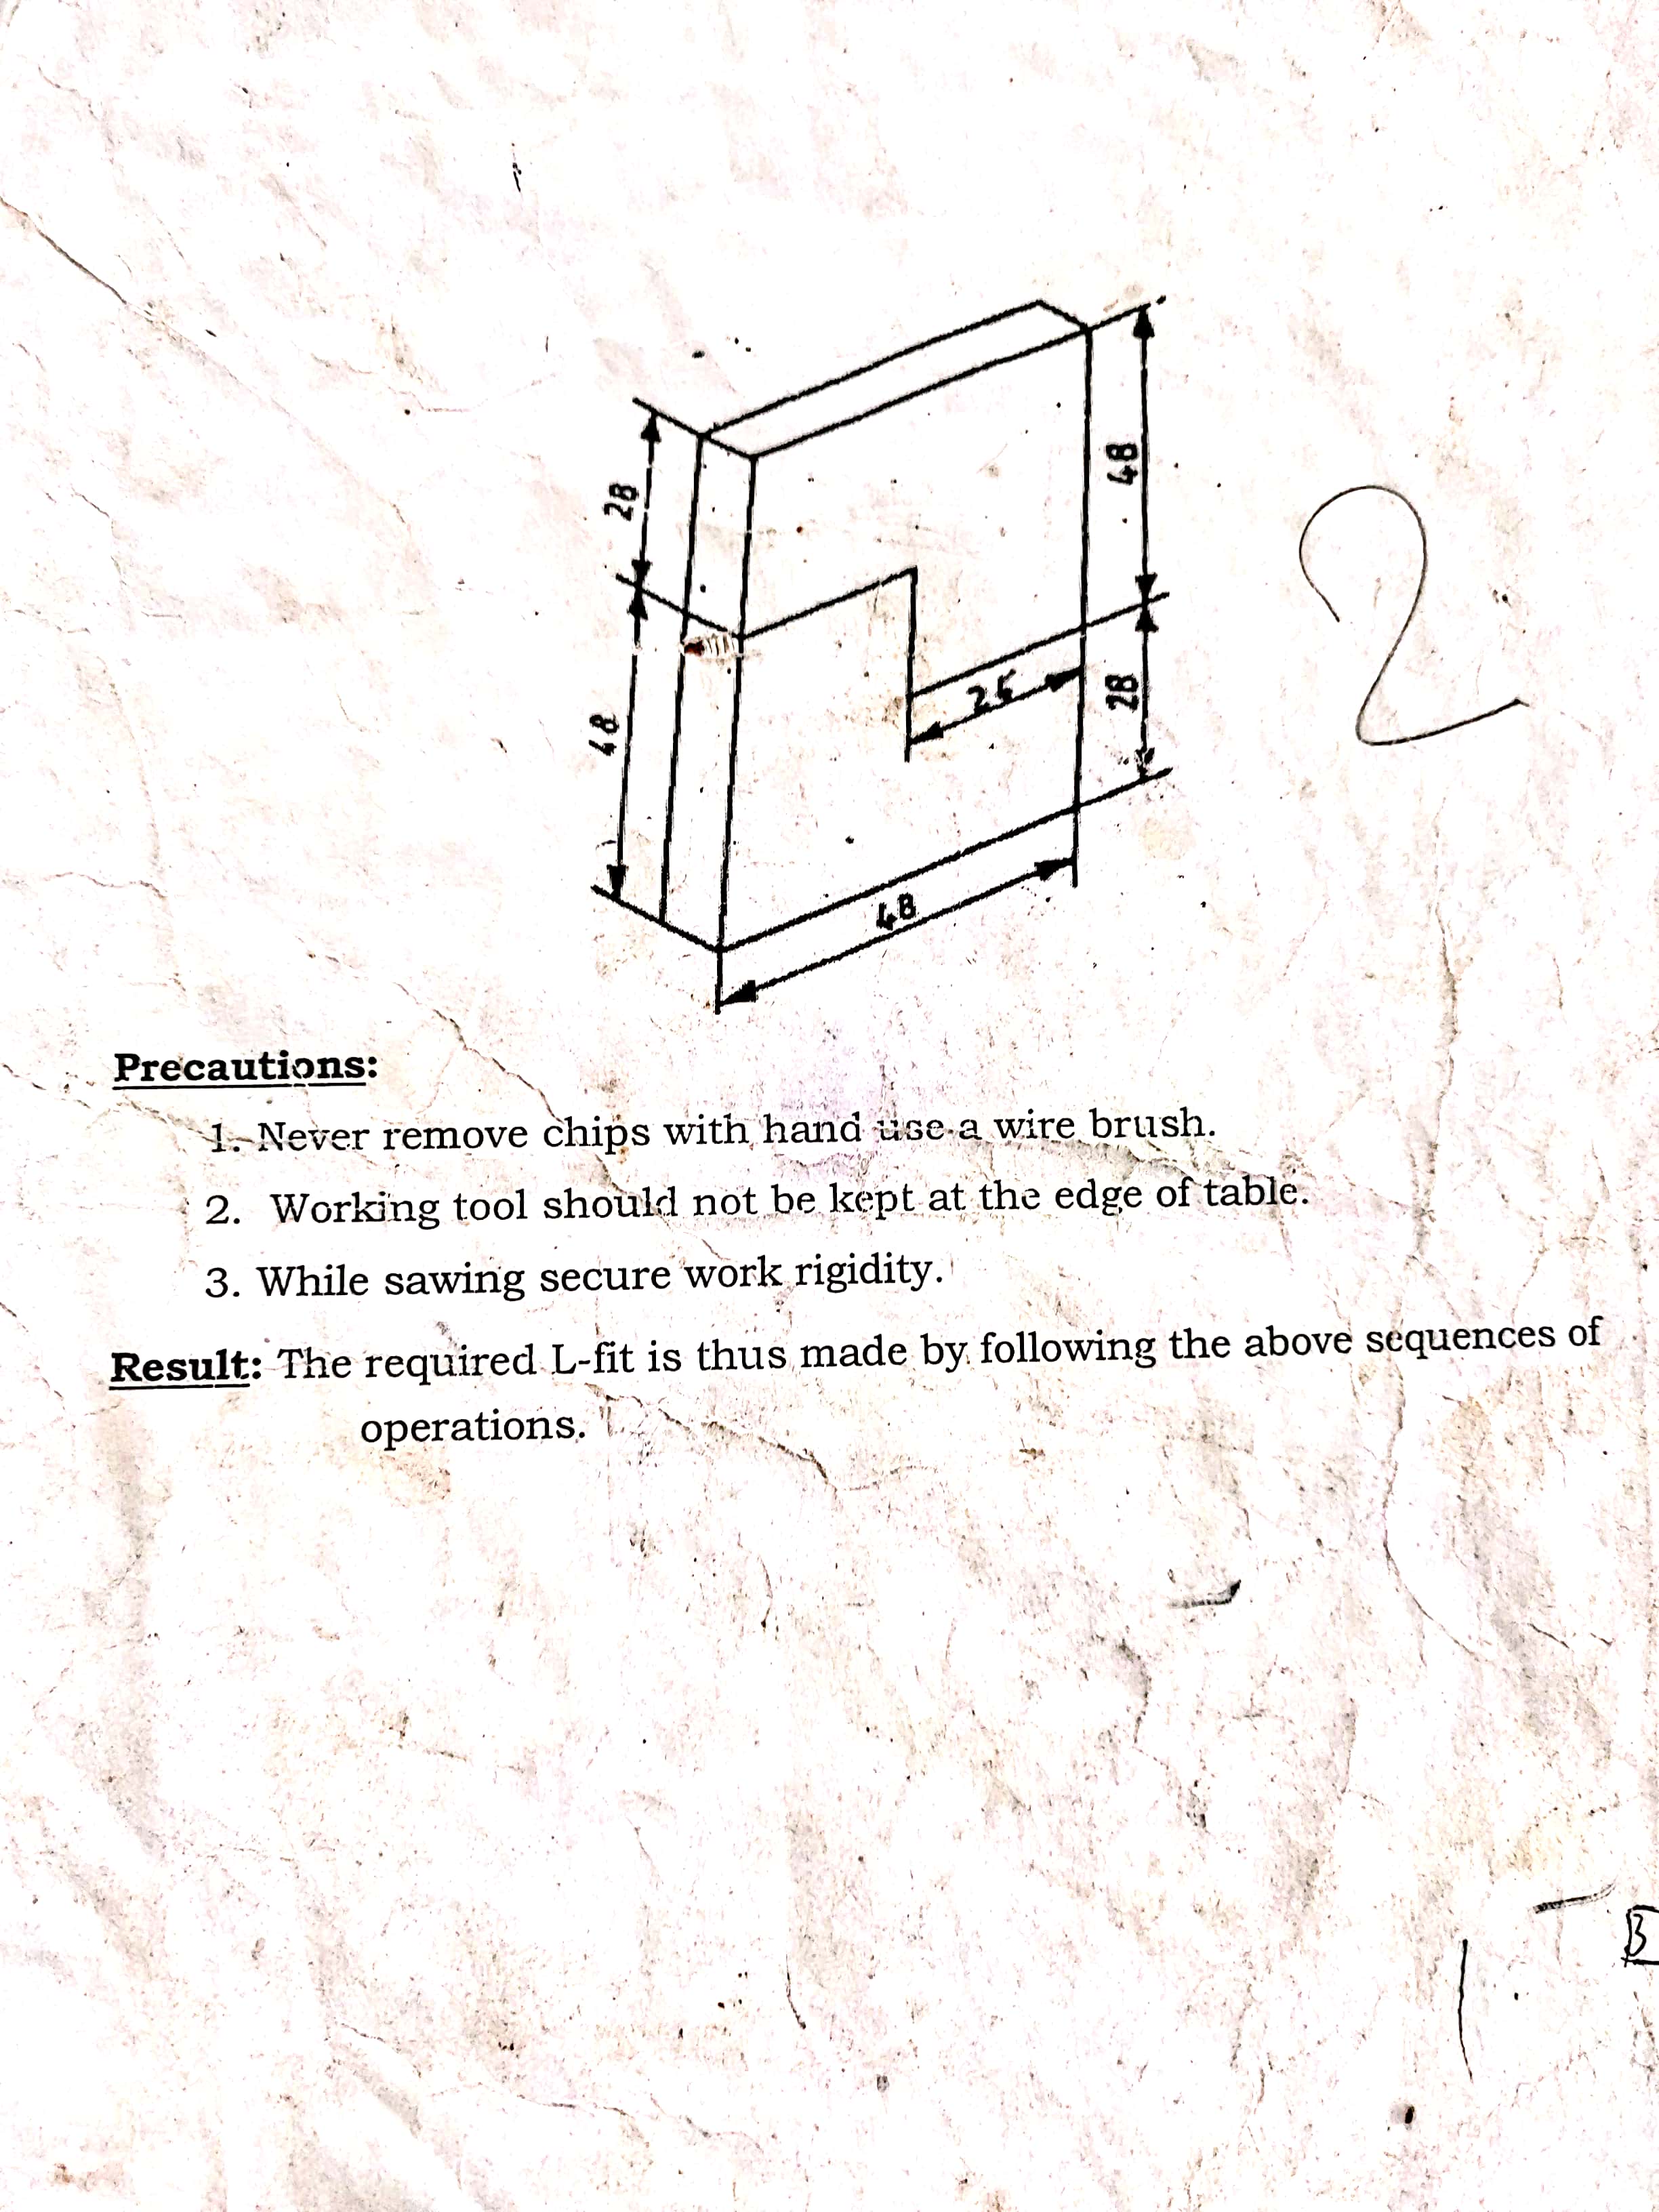 28
48
48
28
26
48
2
Precautions:
1. Never remove chips with hand use a wire brush.
2. Working tool should not be kept at the edge of table.
3. While sawing secure work rigidity.
Result: The required L-fit is thus made by following the above sequences of
operations.